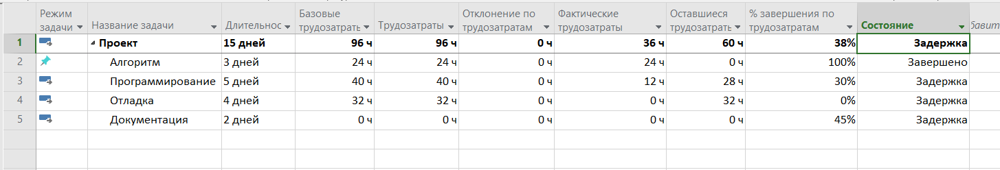 Режим задачи Название задачи Длительнос Базовые трудозатраты Трудозатраты Отклонение по трудозатратам Фактические трудозатраты Оставшиеся трудозатраты % завершения по трудозатратам Состояние бавит
1 Проект 15 дней 96 ч 96 ч 0 ч 36 ч 60 ч 38% Задержка
2 Алгоритм 3 дней 24 ч 24 ч 0 ч 24 ч 0 ч 100% Завершено
3 Программирование 5 дней 40 ч 40 ч 0 ч 12 ч 28 ч 30% Задержка
4 Отладка 4 дней 32 ч 32 ч 0 ч 0 ч 32 ч 0% Задержка
5 Документация 2 дней 0 ч 0 ч 0 ч 0 ч 0 ч 45% Задержка